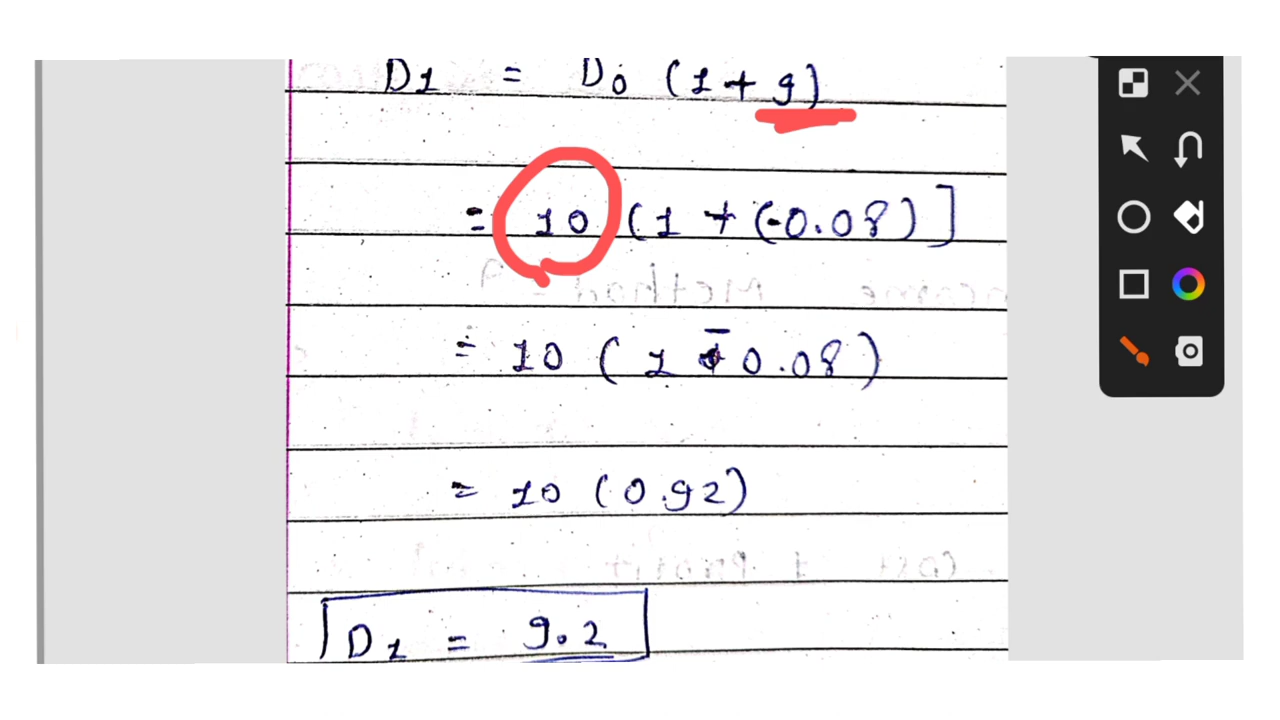 D1 = D0 (1 + g)
= 10 (1 + (-0.08)]
= 10 (1 - 0.08)
= 10 (0.92)
D1 = 9.2